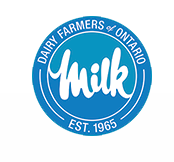 DAIRY FARMERS of ONTARIO
Milk
EST. 1965